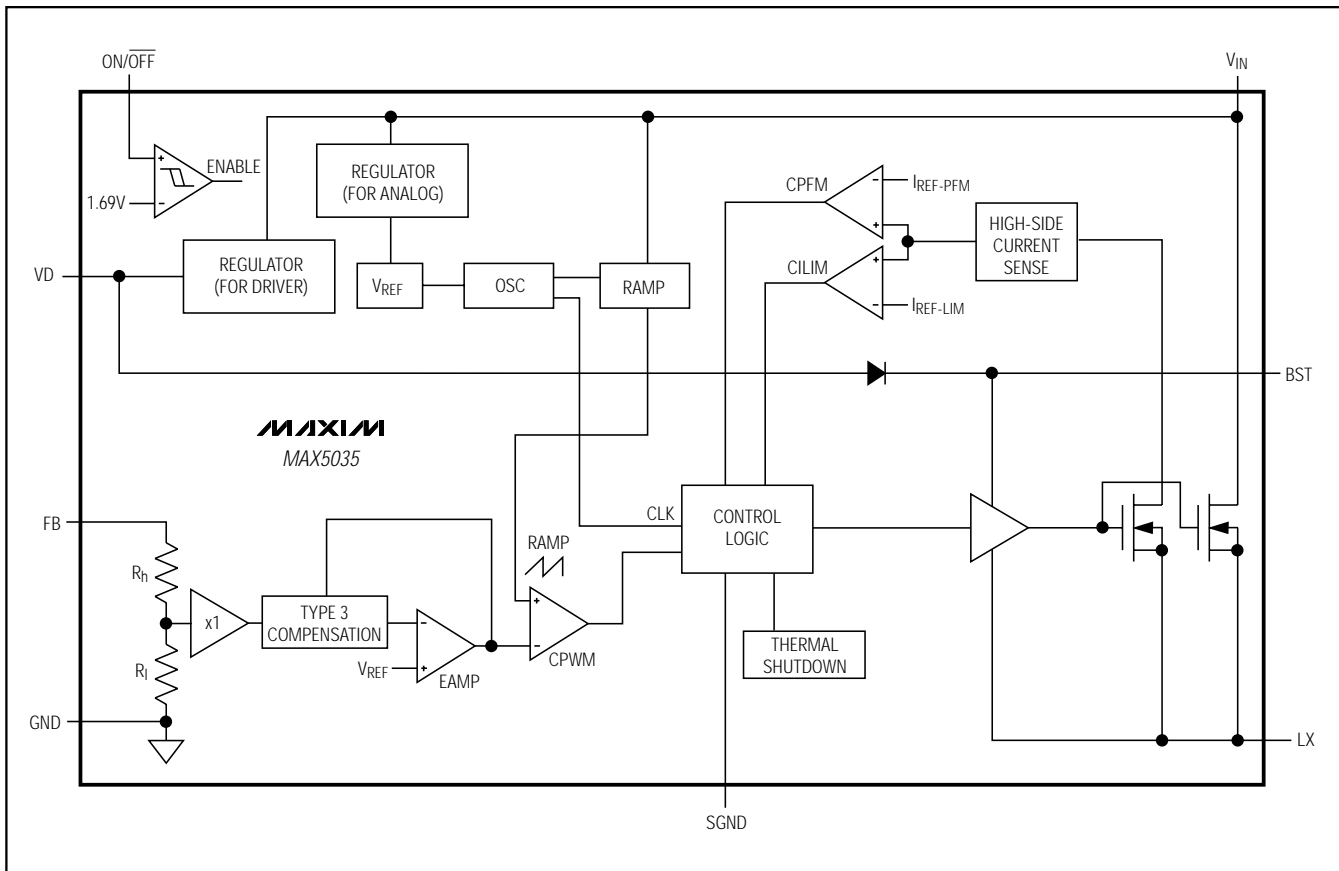 ON/OFF
VIN
ENABLE
1.69V
REGULATOR
(FOR ANALOG)
CPFM
IREF-PFM
HIGH-SIDE
CURRENT
SENSE
VD
REGULATOR
(FOR DRIVER)
VREF
OSC
RAMP
CILIM
IREF-LIM
BST
MAXIM
MAX5035
FB
CLK
CONTROL
LOGIC
RAMP
Rh
x1
TYPE 3
COMPENSATION
THERMAL
SHUTDOWN
Rl
VREF
EAMP
CPWM
GND
LX
SGND
+
−
−
+
+
−
−
+
+
−